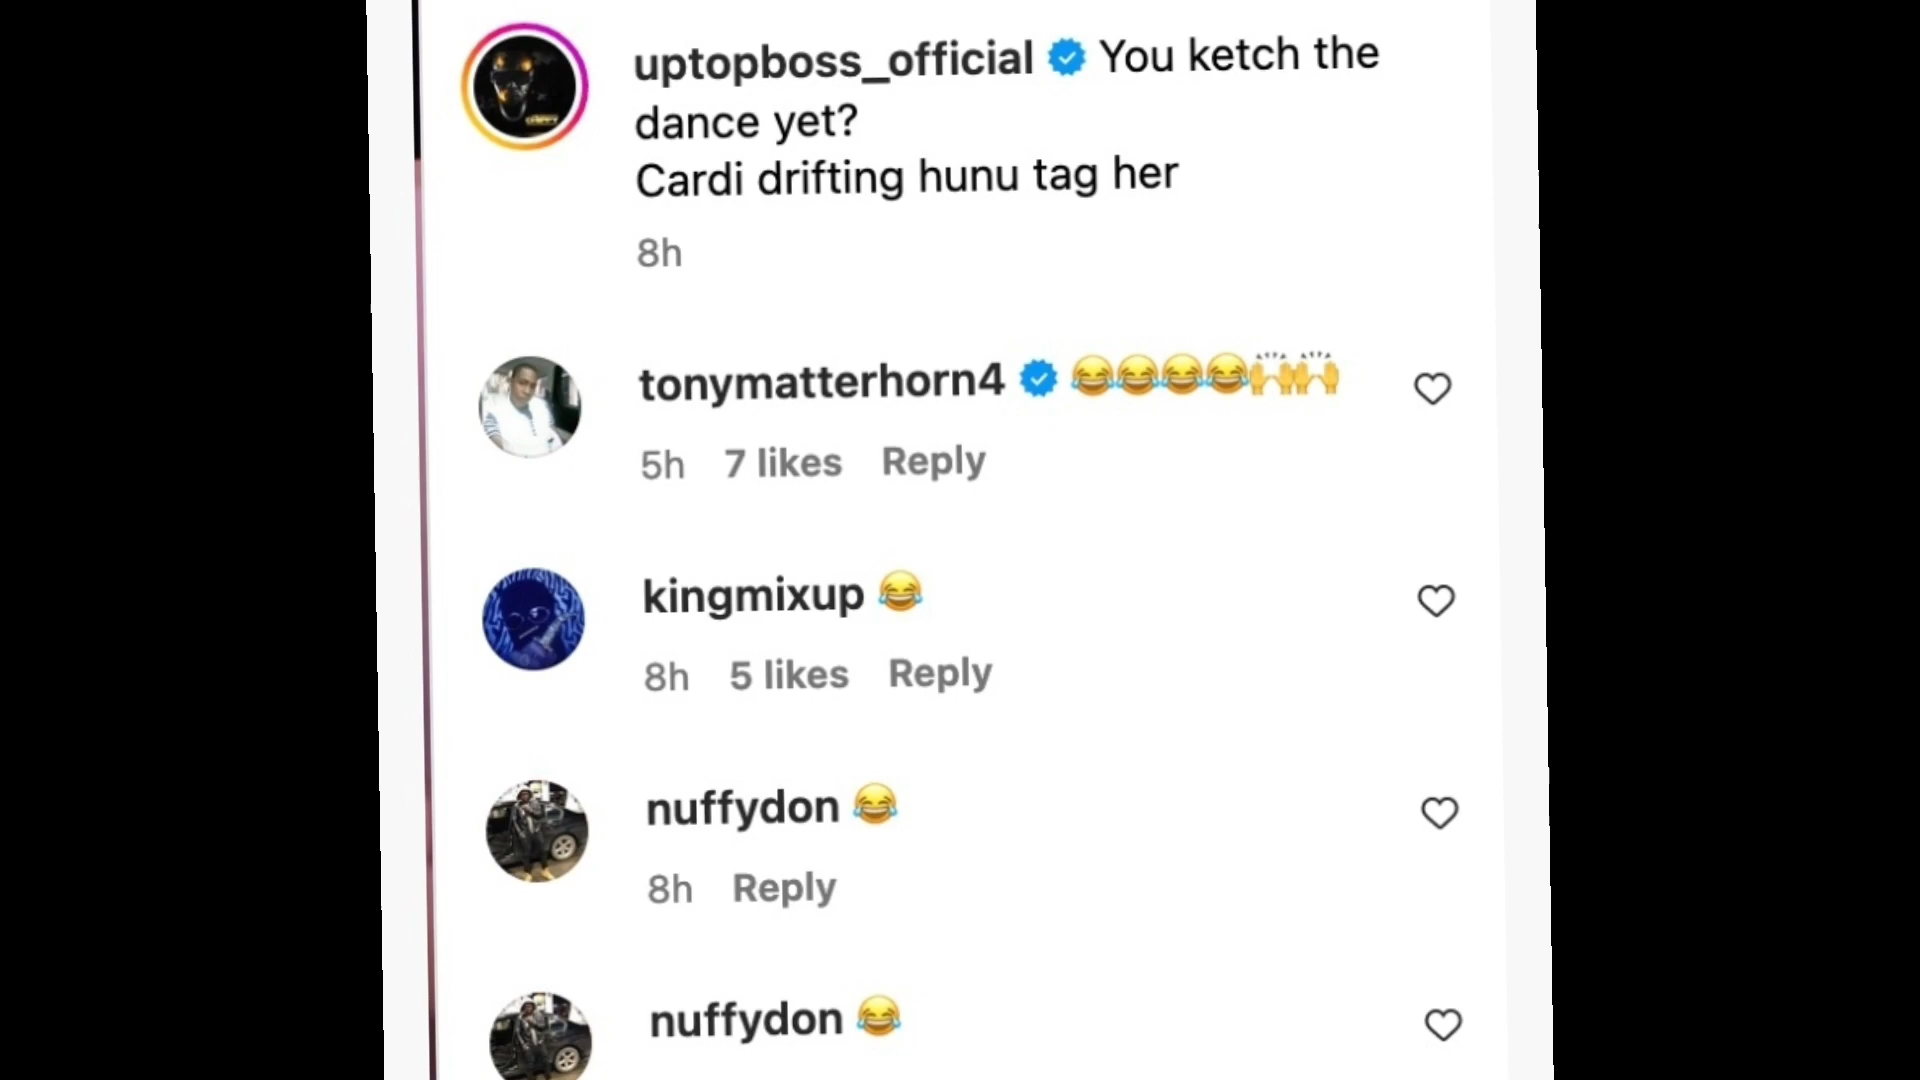 uptopboss_official You ketch the
dance yet?
Cardi drifting hunu tag her
8h
tonymatterhorn4 😂😂😂😂🙌🙌
5h 7 likes Reply
kingmixup 😂
8h 5 likes Reply
nuffydon 😂
8h Reply
nuffydon 😂